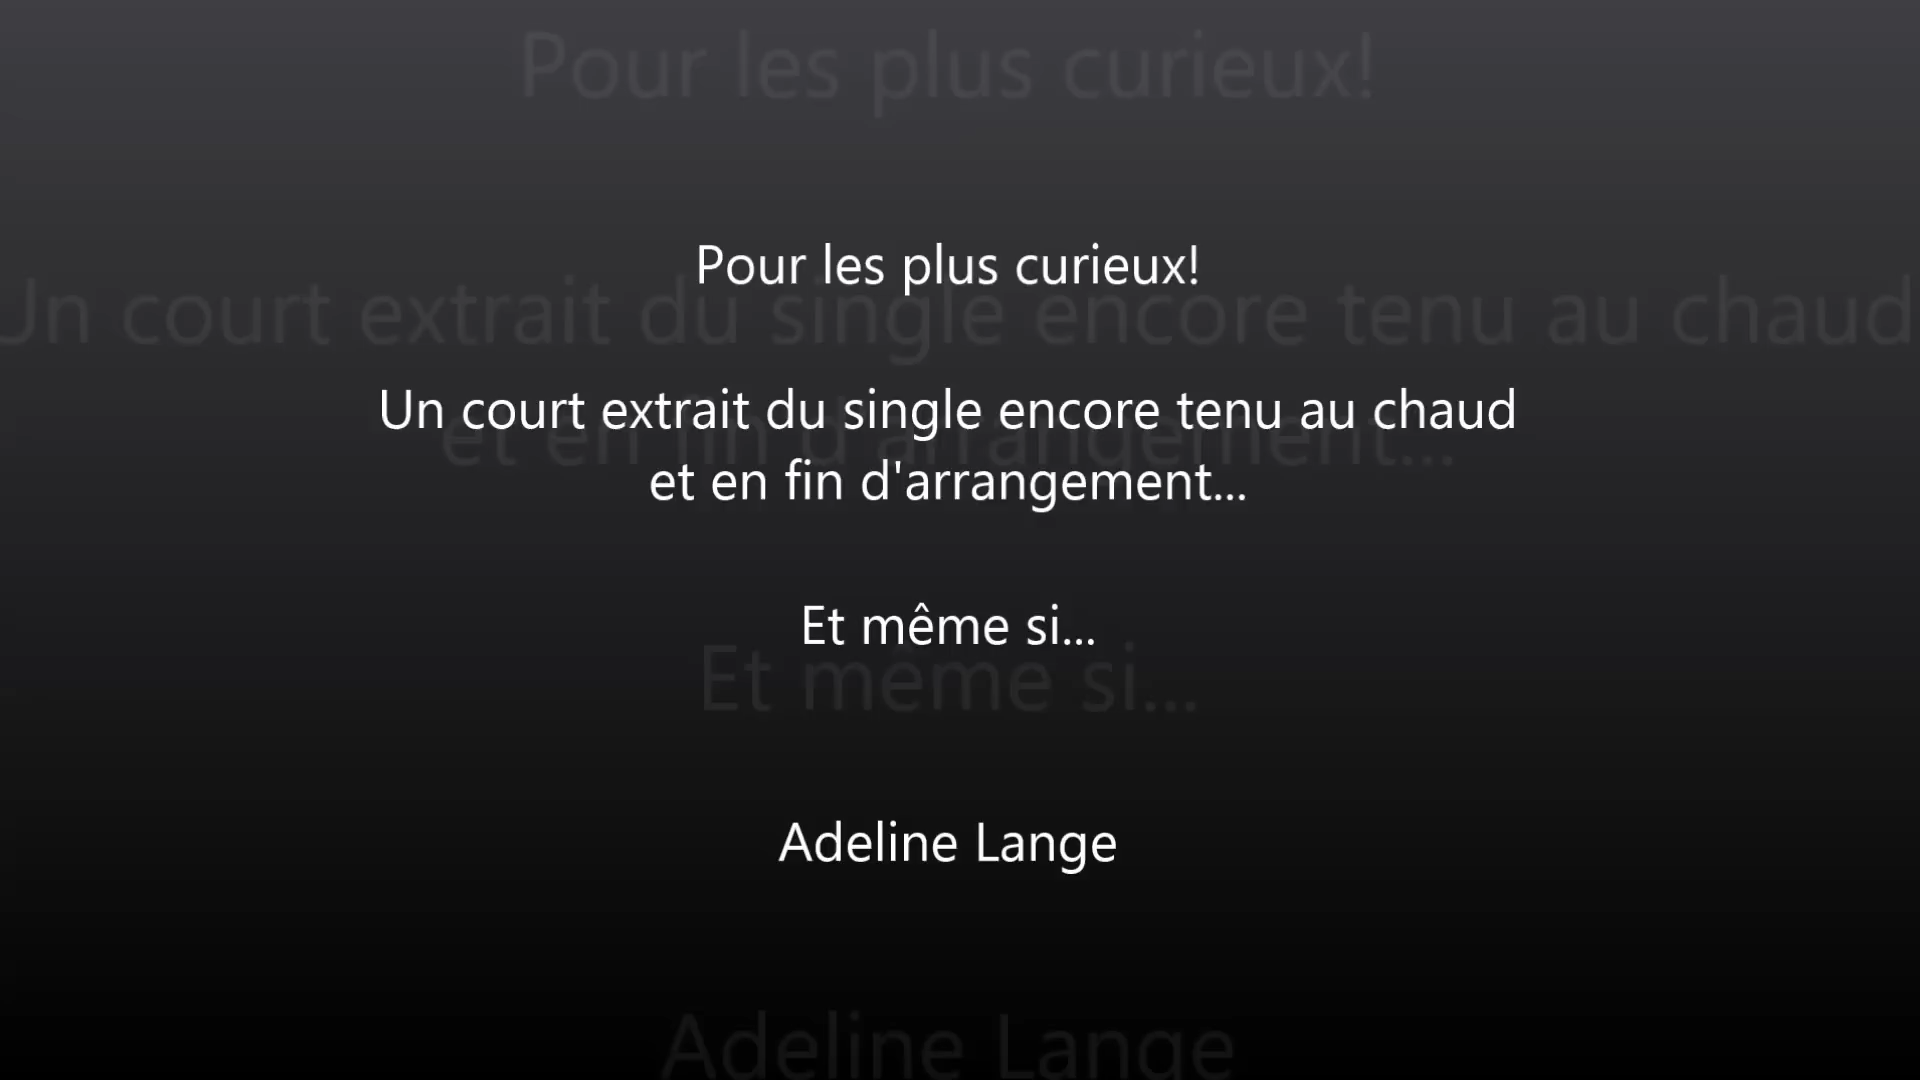 Pour les plus curieux!
Un court extrait du single encore tenu au chaud
et en fin d'arrangement...
Et même si...
Adeline Lange